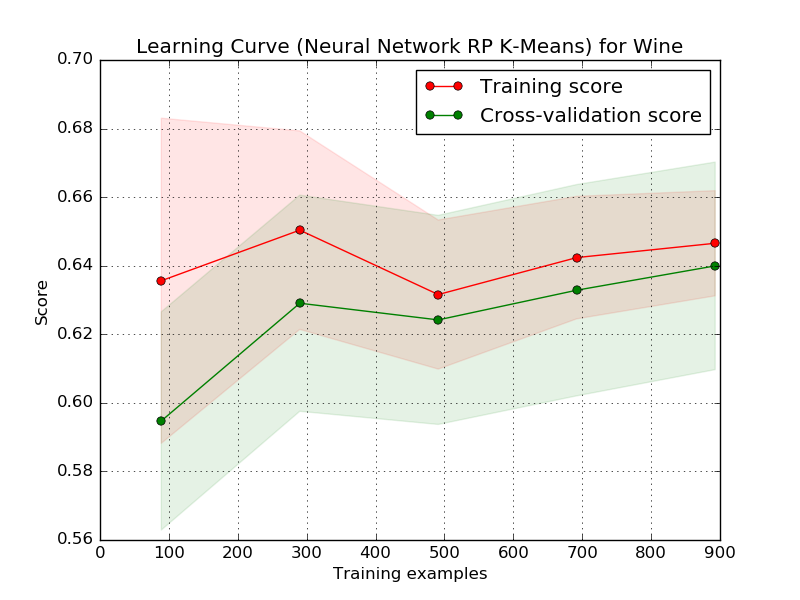 Learning Curve (Neural Network RP K-Means) for Wine
0.70
Training score
Cross-validation score
0.68
0.66
0.64
0.62
0.60
0.58
0.56
Score
0 100 200 300 400 500 600 700 800 900
Training examples